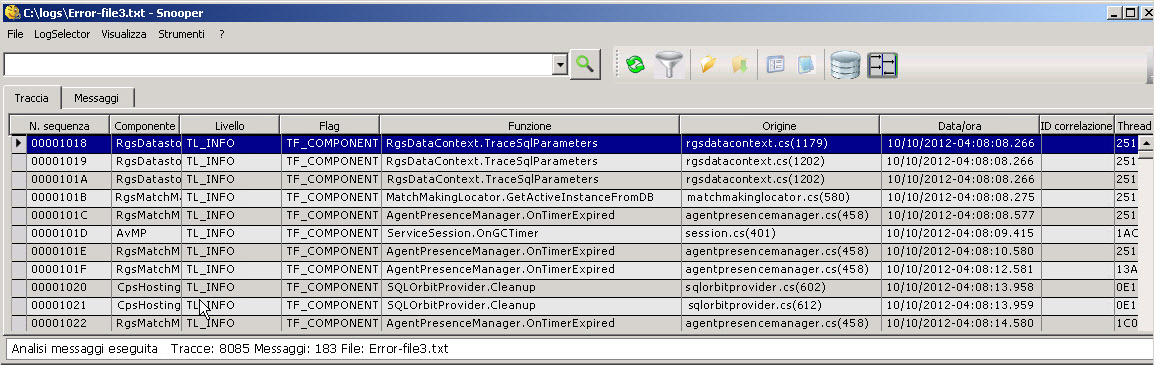 C:\logs\Error-file3.txt - Snooper
File LogSelector Visualizza Strumenti ?
Traccia Messaggi
N. sequenza Componente Livello Flag Funzione Origine Data/ora ID correlazione Thread
00001018 RgsDatasto TL_INFO TF_COMPONENT RgsDataContext.TraceSqlParameters rgsdatacontext.cs(1179) 10/10/2012-04:08:08.266 251
00001019 RgsDatasto TL_INFO TF_COMPONENT RgsDataContext.TraceSqlParameters rgsdatacontext.cs(1202) 10/10/2012-04:08:08.266 251
0000101A RgsDatasto TL_INFO TF_COMPONENT RgsDataContext.TraceSqlParameters rgsdatacontext.cs(1202) 10/10/2012-04:08:08.266 251
0000101B RgsMatchM TL_INFO TF_COMPONENT MatchMakingLocator.GetActiveInstanceFromDB matchmakinglocator.cs(580) 10/10/2012-04:08:08.275 251
0000101C RgsMatchM TL_INFO TF_COMPONENT AgentPresenceManager.OnTimerExpired agentpresencemanager.cs(458) 10/10/2012-04:08:08.577 251
0000101D AvMP TL_INFO TF_COMPONENT ServiceSession.OnGCTimer session.cs(401) 10/10/2012-04:08:09.415 1AC
0000101E RgsMatchM TL_INFO TF_COMPONENT AgentPresenceManager.OnTimerExpired agentpresencemanager.cs(458) 10/10/2012-04:08:10.580 251
0000101F RgsMatchM TL_INFO TF_COMPONENT AgentPresenceManager.OnTimerExpired agentpresencemanager.cs(458) 10/10/2012-04:08:12.581 13A
00001020 CpsHosting TL_INFO TF_COMPONENT SQLOrbitProvider.Cleanup sqlorbitprovider.cs(602) 10/10/2012-04:08:13.958 0E1
00001021 CpsHosting TL_INFO TF_COMPONENT SQLOrbitProvider.Cleanup sqlorbitprovider.cs(612) 10/10/2012-04:08:13.959 0E1
00001022 RgsMatchM TL_INFO TF_COMPONENT AgentPresenceManager.OnTimerExpired agentpresencemanager.cs(458) 10/10/2012-04:08:14.580 1C0
Analisi messaggi eseguita Tracce: 8085 Messaggi: 183 File: Error-file3.txt